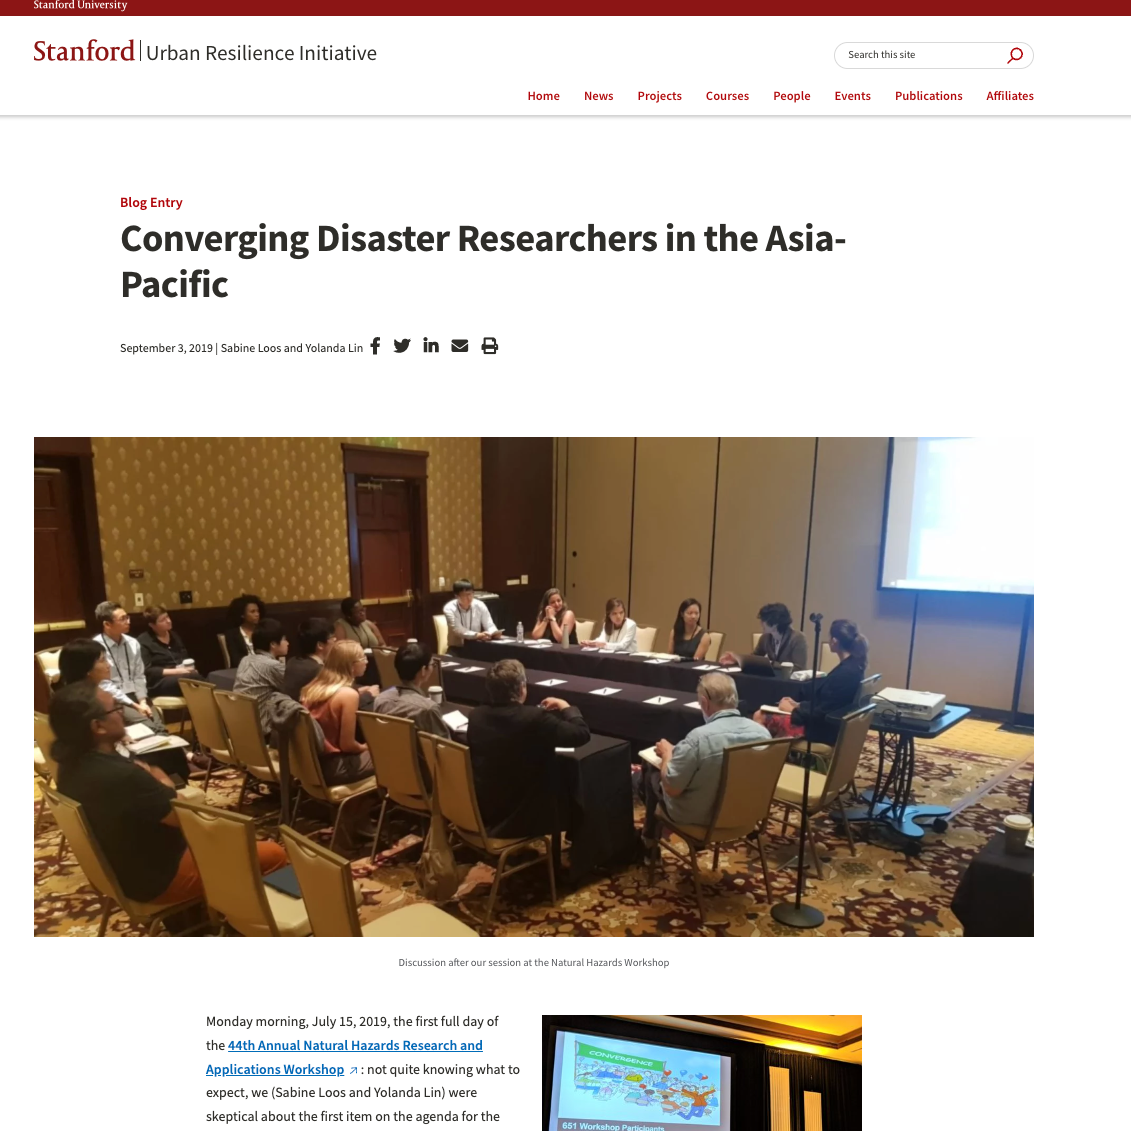 Stanford University
Stanford | Urban Resilience Initiative
Search this site
Home News Projects Courses People Events Publications Affiliates
Blog Entry
Converging Disaster Researchers in the Asia-
Pacific
September 3, 2019 | Sabine Loos and Yolanda Lin
Discussion after our session at the Natural Hazards Workshop
Monday morning, July 15, 2019, the first full day of
the 44th Annual Natural Hazards Research and
Applications Workshop : not quite knowing what to
expect, we (Sabine Loos and Yolanda Lin) were
skeptical about the first item on the agenda for the
CONVERGENCE
651 Workshop Participants